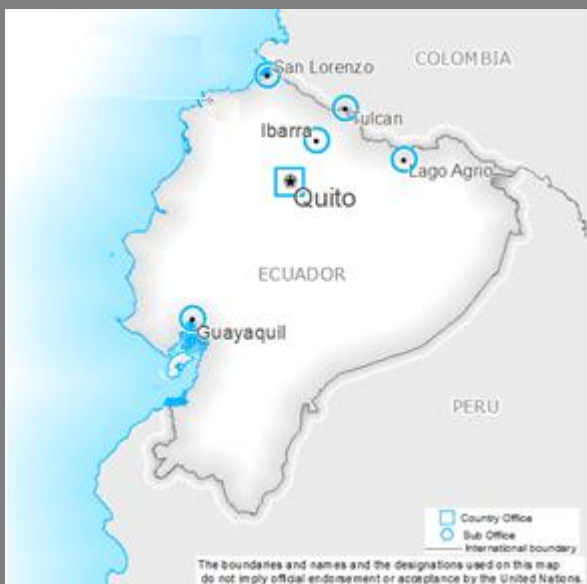 San Lorenzo
COLOMBIA
Tulcan
Ibarra
Lago Agrio
Quito
ECUADOR
Guayaquil
PERU
Country Office
Sub Office
International boundary
The boundaries and names and the designations used on this map
do not imply official endorsement or acceptance by the United Nations.